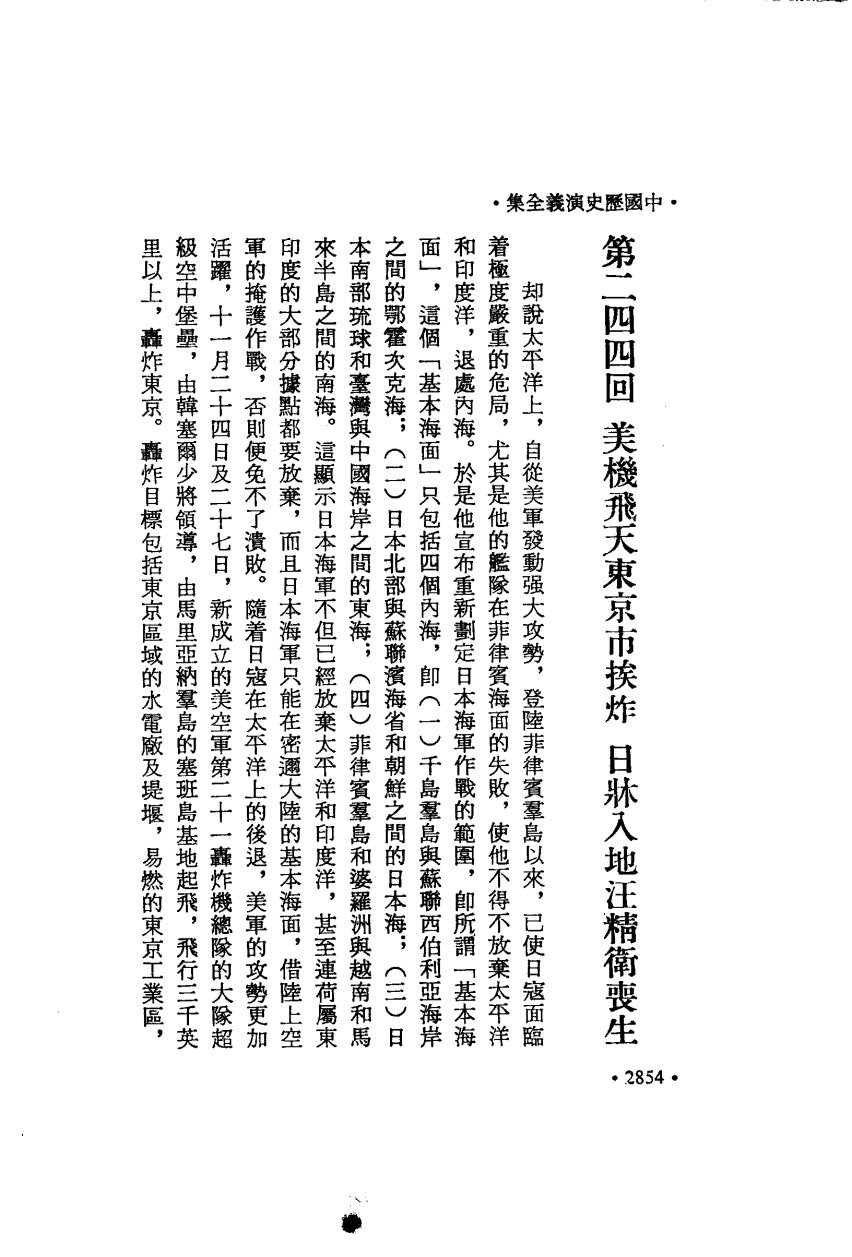 •中國歷史演義全集•
第二四四回 美機飛天東京市挨炸 日牀入地汪精衛喪生
却說太平洋上，自從美軍發動强大攻勢，登陸菲律賓羣島以來，已使日寇面臨
着極度嚴重的危局，尤其是他的艦隊在菲律賓海面的失敗，使他不得不放棄太平洋
和印度洋，退處內海。於是他宣布重新劃定日本海軍作戰的範圍，卽所謂「基本海
面」，這個「基本海面」只包括四個內海，卽（一）千島羣島與蘇聯西伯利亞海岸
之間的鄂霍次克海；（二）日本北部與蘇聯濱海省和朝鮮之間的日本海；（三）日
本南部琉球和臺灣與中國海岸之間的東海；（四）菲律賓羣島和婆羅洲與越南和馬
來半島之間的南海。這顯示日本海軍不但已經放棄太平洋和印度洋，甚至連荷屬東
印度的大部分據點都要放棄，而且日本海軍只能在密邇大陸的基本海面，借陸上空
軍的掩護作戰，否則便免不了潰敗。隨着日寇在太平洋上的後退，美軍的攻勢更加
活躍，十一月二十四日及二十七日，新成立的美空軍第二十一轟炸機總隊的大隊超
級空中堡壘，由韓塞爾少將領導，由馬里亞納羣島的塞班島基地起飛，飛行三千英
里以上，轟炸東京。轟炸目標包括東京區域的水電廠及堤堰，易燃的東京工業區，
•2854•